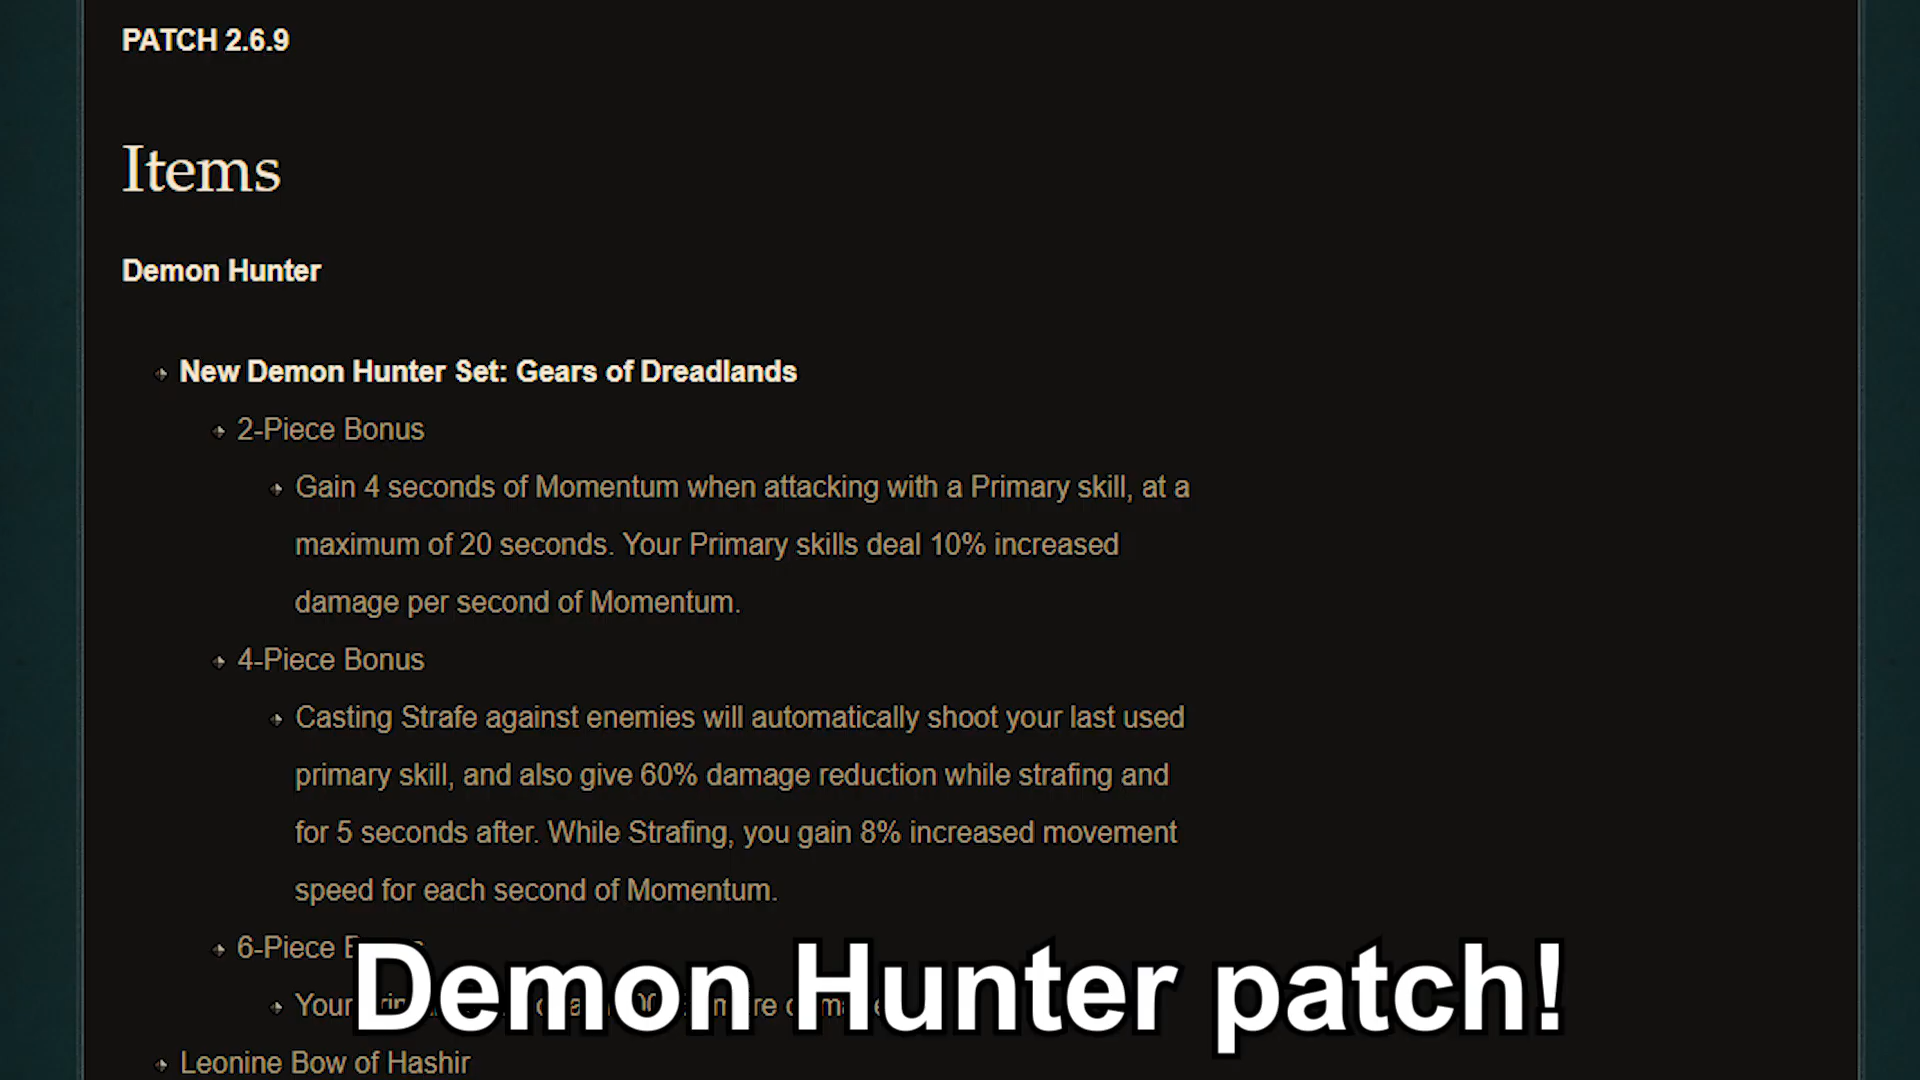 PATCH 2.6.9
Items
Demon Hunter
New Demon Hunter Set: Gears of Dreadlands
2-Piece Bonus
Gain 4 seconds of Momentum when attacking with a Primary skill, at a
maximum of 20 seconds. Your Primary skills deal 10% increased
damage per second of Momentum.
4-Piece Bonus
Casting Strafe against enemies will automatically shoot your last used
primary skill, and also give 60% damage reduction while strafing and
for 5 seconds after. While Strafing, you gain 8% increased movement
speed for each second of Momentum.
6-Piece
Your
Demon Hunter patch!
Leonine Bow of Hashir